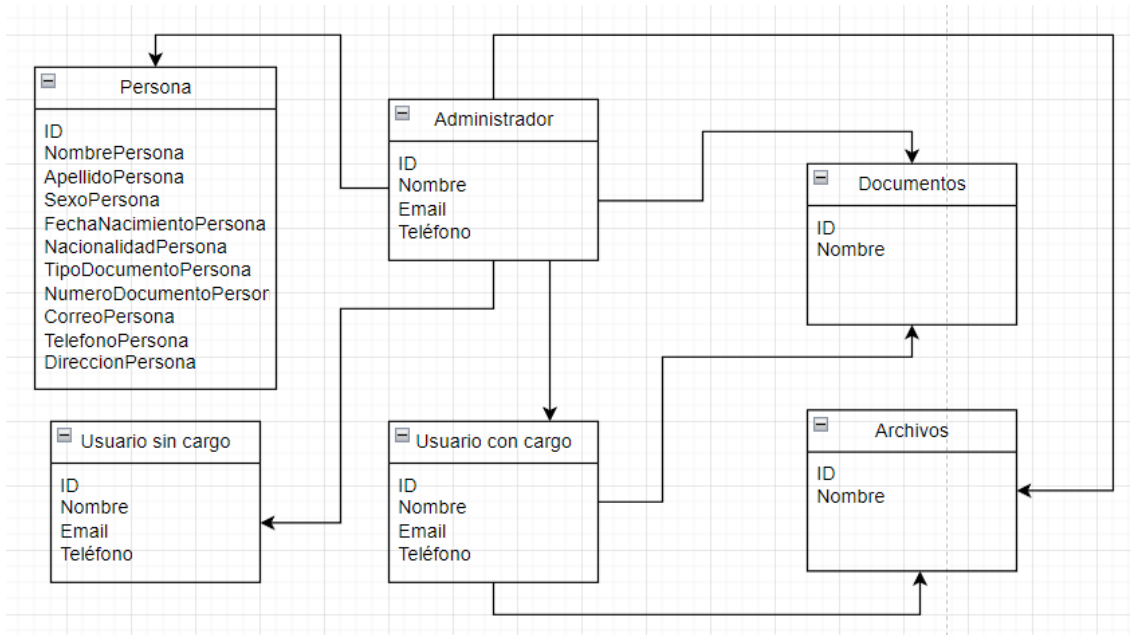 Persona
ID
NombrePersona
ApellidoPersona
SexoPersona
FechaNacimientoPersona
NacionalidadPersona
TipoDocumentoPersona
NumeroDocumentoPerson
CorreoPersona
TelefonoPersona
DireccionPersona
Administrador
ID
Nombre
Email
Teléfono
Documentos
ID
Nombre
Usuario sin cargo
ID
Nombre
Email
Teléfono
Usuario con cargo
ID
Nombre
Email
Teléfono
Archivos
ID
Nombre